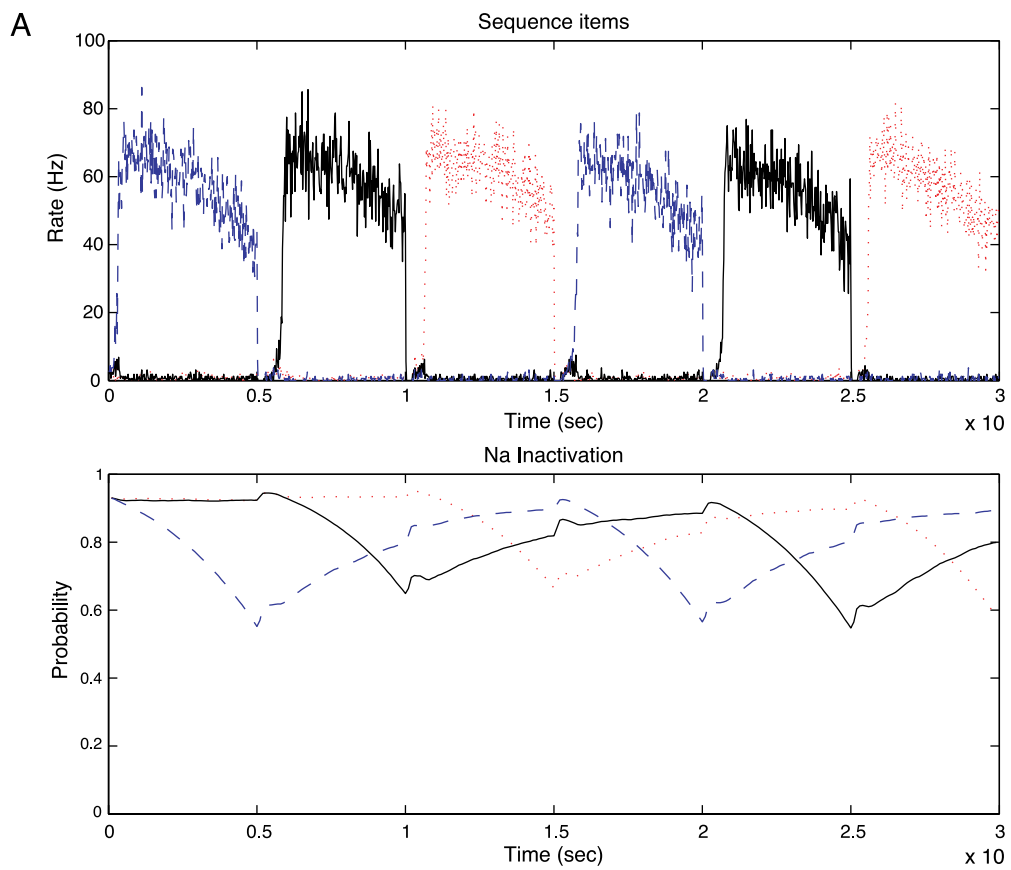 A
Sequence items
Rate (Hz)
100
80
60
40
20
0
0 0.5 1 1.5 2 2.5 3
Time (sec)
x 10
Na Inactivation
Probability
1
0.8
0.6
0.4
0.2
0
0 0.5 1 1.5 2 2.5 3
Time (sec)
x 10